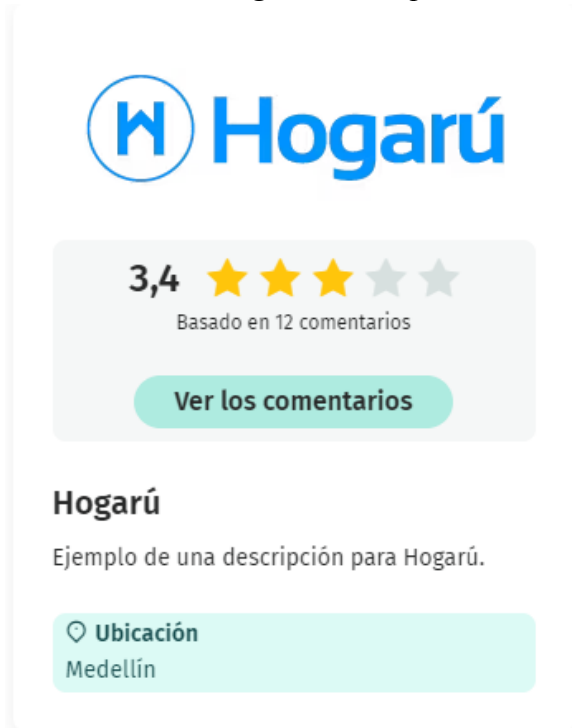 Hogarú
3,4
Basado en 12 comentarios
Ver los comentarios
Hogarú
Ejemplo de una descripción para Hogarú.
Ubicación
Medellín